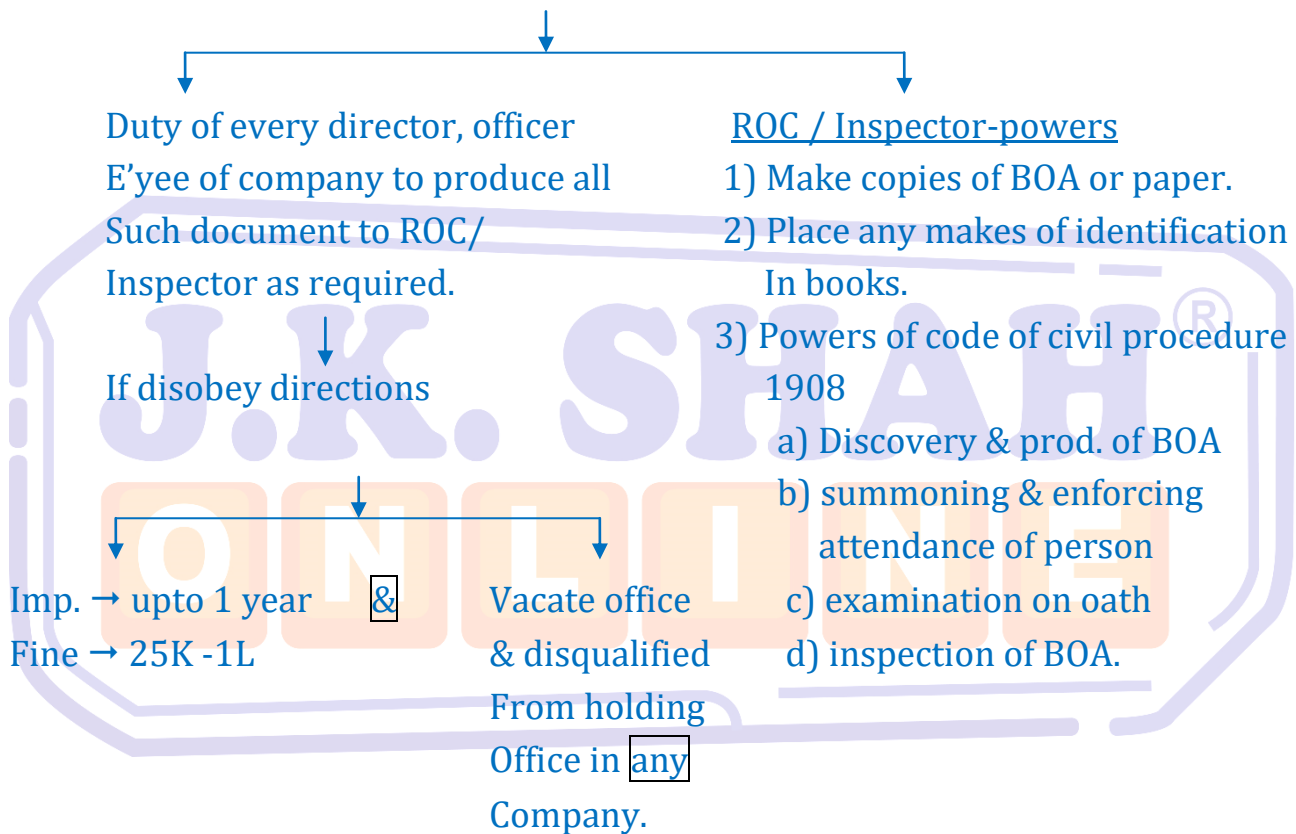 Duty of every director, officer
E'yee of company to produce all
Such document to ROC/
Inspector as required.
If disobey directions
Imp. → upto 1 year &
Fine → 25K -1L
Vacate office
& disqualified
From holding
Office in any
Company.
ROC / Inspector-powers
1) Make copies of BOA or paper.
2) Place any makes of identification
In books.
3) Powers of code of civil procedure
1908
a) Discovery & prod. of BOA
b) summoning & enforcing
attendance of person
c) examination on oath
d) inspection of BOA.
J.K. SHAH®
ONLINE